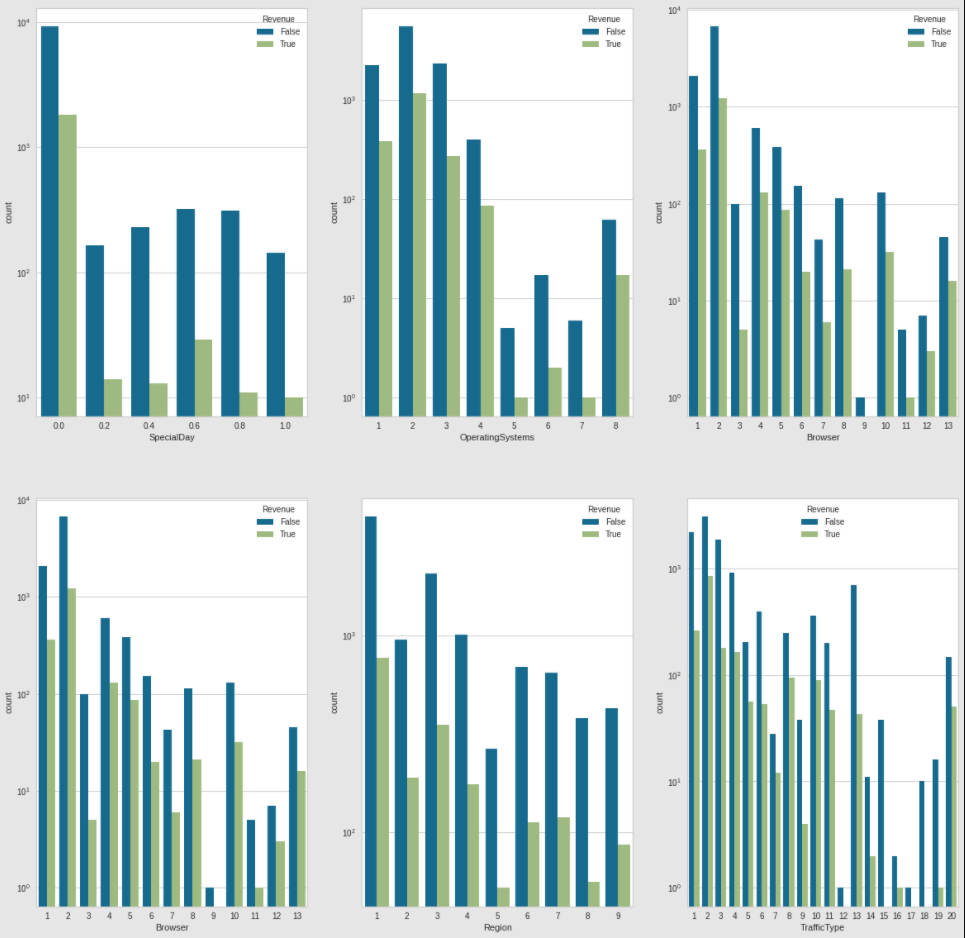 Revenue
False
True
10⁴
10³
10²
10¹
count
0.0 0.2 0.4 0.6 0.8 1.0
SpecialDay
Revenue
False
True
10³
10²
10¹
10⁰
count
1 2 3 4 5 6 7 8
OperatingSystems
Revenue
False
True
10⁴
10³
10²
10¹
10⁰
count
1 2 3 4 5 6 7 8 9 10 11 12 13
Browser
Revenue
False
True
10⁴
10³
10²
10¹
10⁰
count
1 2 3 4 5 6 7 8 9 10 11 12 13
Browser
Revenue
False
True
10³
10²
count
1 2 3 4 5 6 7 8 9
Region
Revenue
False
True
10³
10²
10¹
10⁰
count
1 2 3 4 5 6 7 8 9 10 11 12 13 14 15 16 17 18 19 20
TrafficType